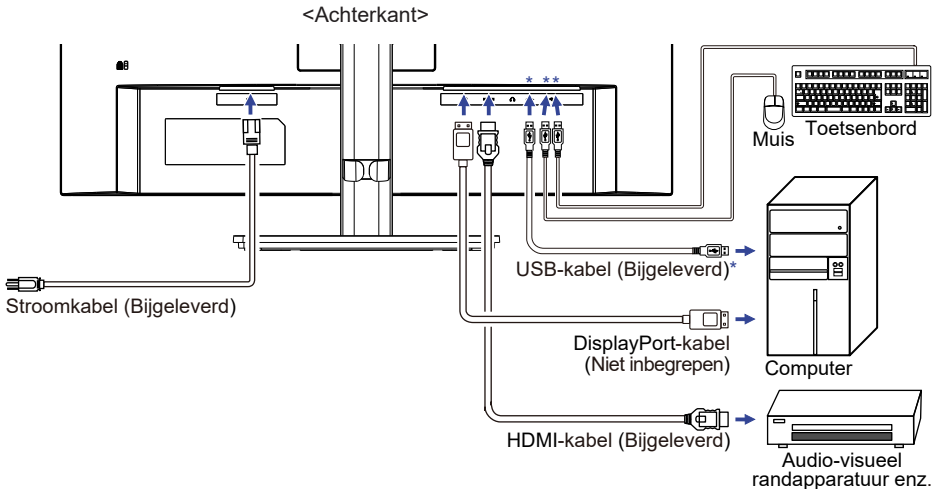 <Achterkant>
* **
Muis
Toetsenbord
USB-kabel (Bijgeleverd)*
Stroomkabel (Bijgeleverd)
DisplayPort-kabel
(Niet inbegrepen)
Computer
HDMI-kabel (Bijgeleverd)
Audio-visueel
randapparatuur enz.